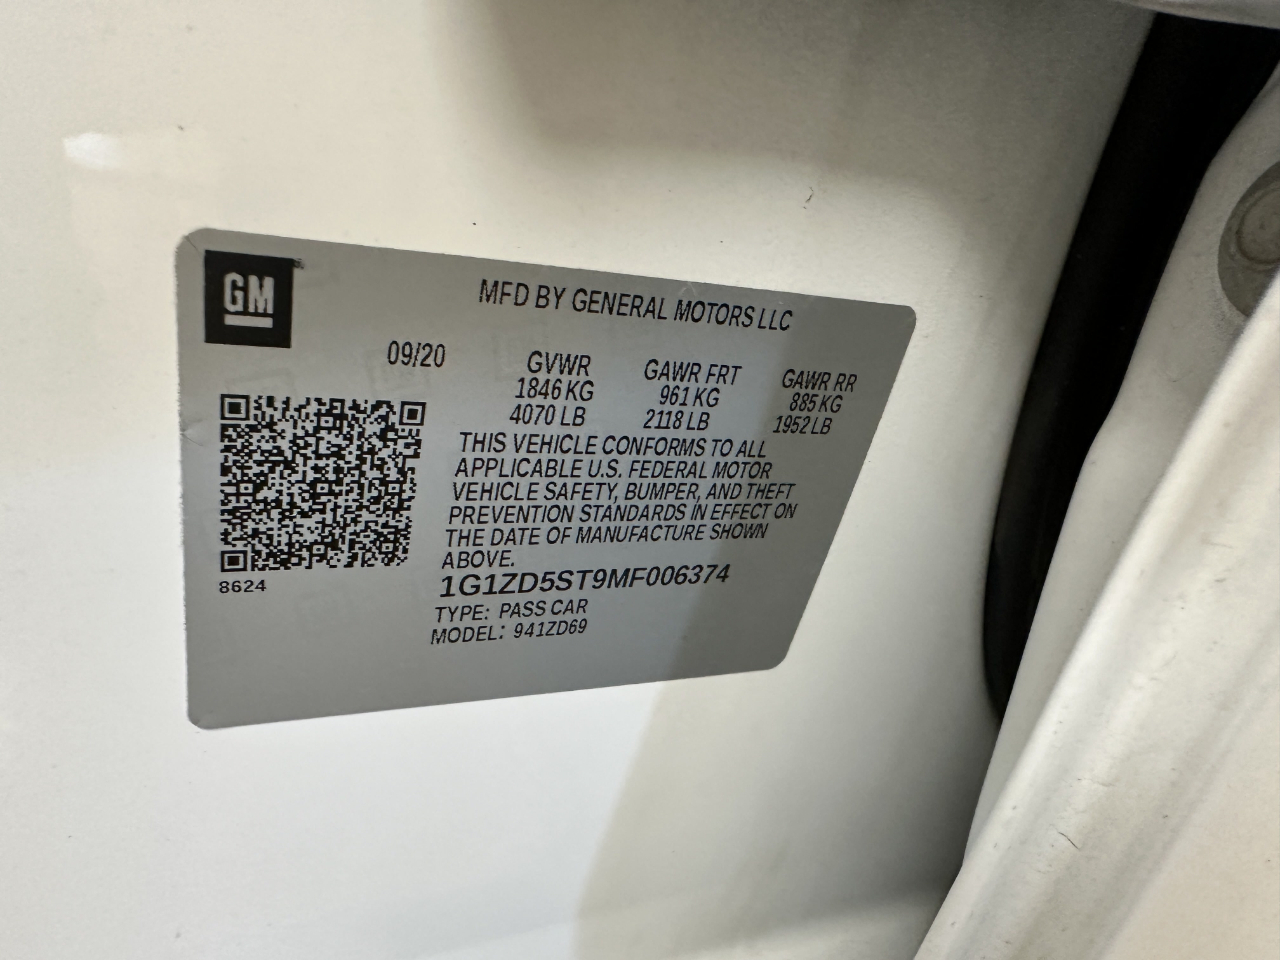 GM
MFD BY GENERAL MOTORS LLC
09/20
GVWR GAWR FRT GAWR RR
1846 KG 961 KG 885 KG
4070 LB 2118 LB 1952 LB
THIS VEHICLE CONFORMS TO ALL
APPLICABLE U.S. FEDERAL MOTOR
VEHICLE SAFETY, BUMPER, AND THEFT
PREVENTION STANDARDS IN EFFECT ON
THE DATE OF MANUFACTURE SHOWN
ABOVE.
8624
1G1ZD5ST9MF006374
TYPE: PASS CAR
MODEL: 941ZD69